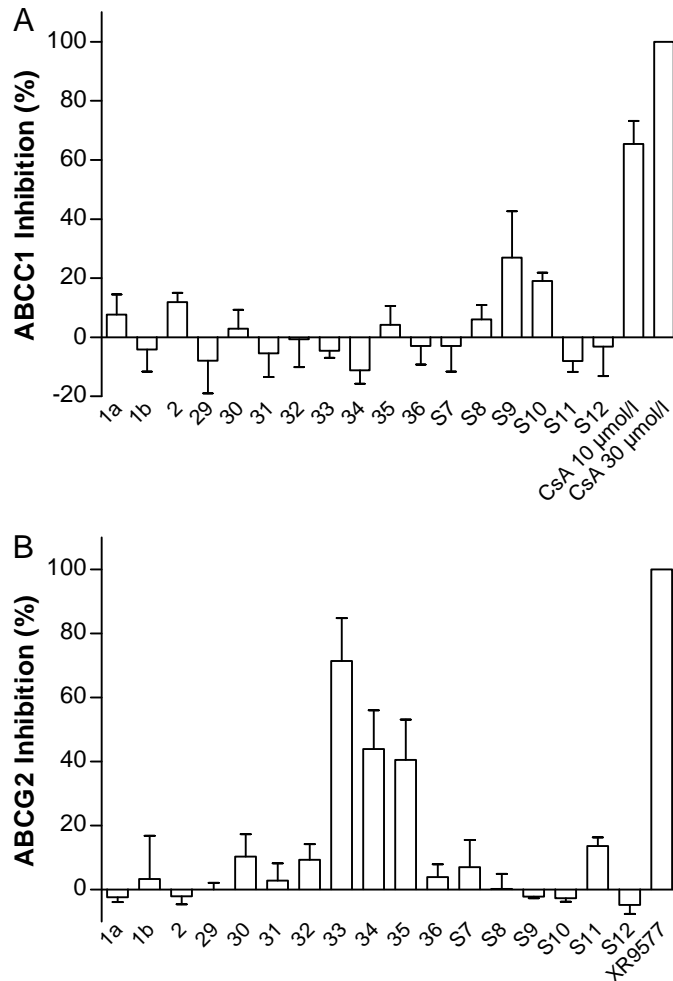 A
ABCC1 Inhibition (%)
100
80
60
40
20
0
-20
1a
1b
2
29
30
31
32
33
34
35
36
S7
S8
S9
S10
S11
S12
CsA 10 µmol/l
CsA 30 µmol/l
B
ABCG2 Inhibition (%)
100
80
60
40
20
0
1a
1b
2
29
30
31
32
33
34
35
36
S7
S8
S9
S10
S11
S12
XR9577